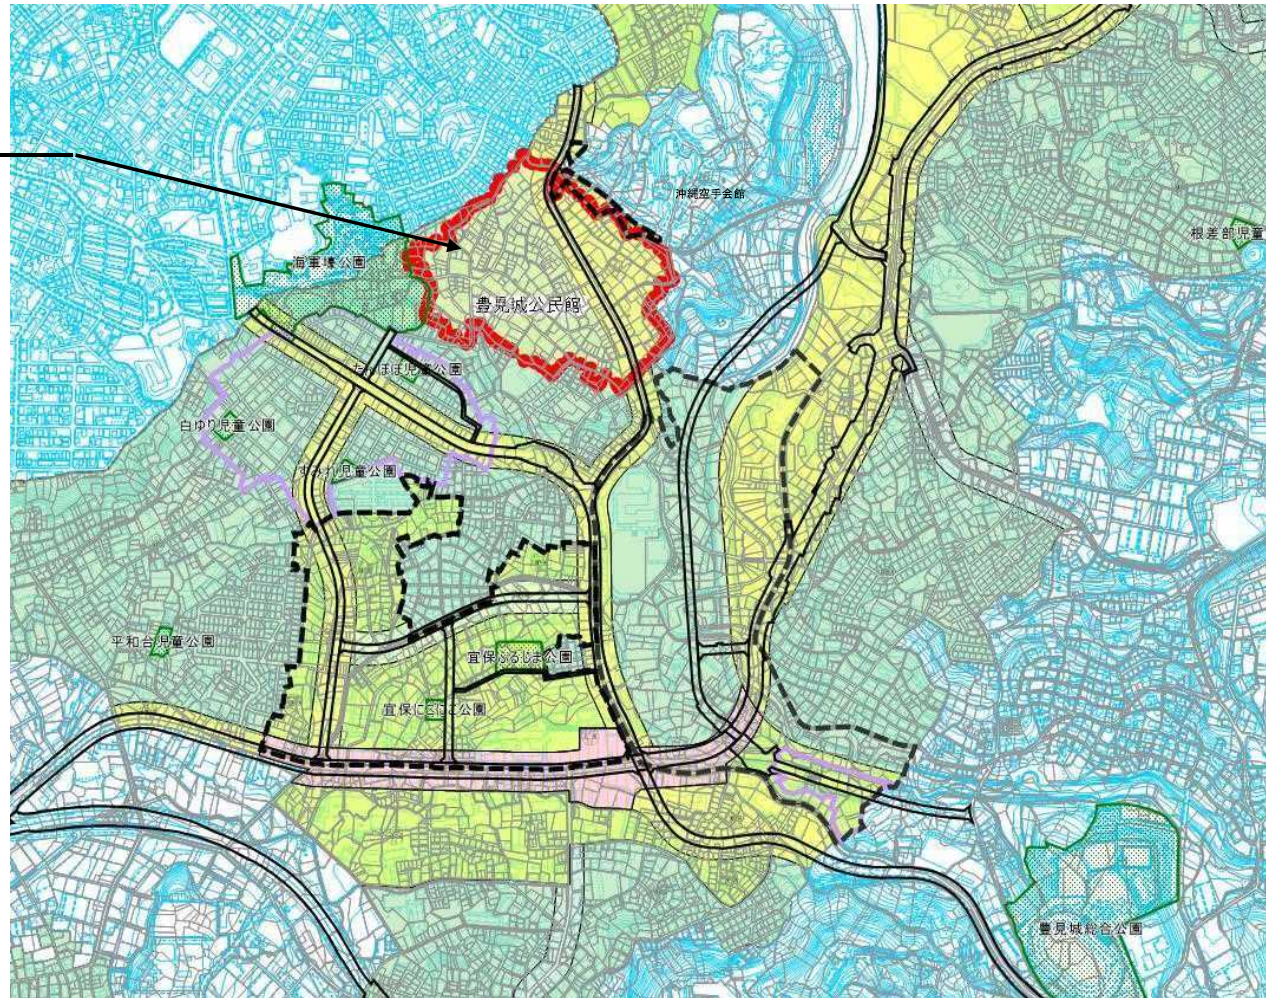 沖縄空手会館
根差部児童
海軍壕公園
豊見城公民館
たんぽぽ児童公園
白ゆり児童公園
すみれ児童公園
平和台児童公園
宜保ふるじま公園
宜保にこにこ公園
豊見城総合公園